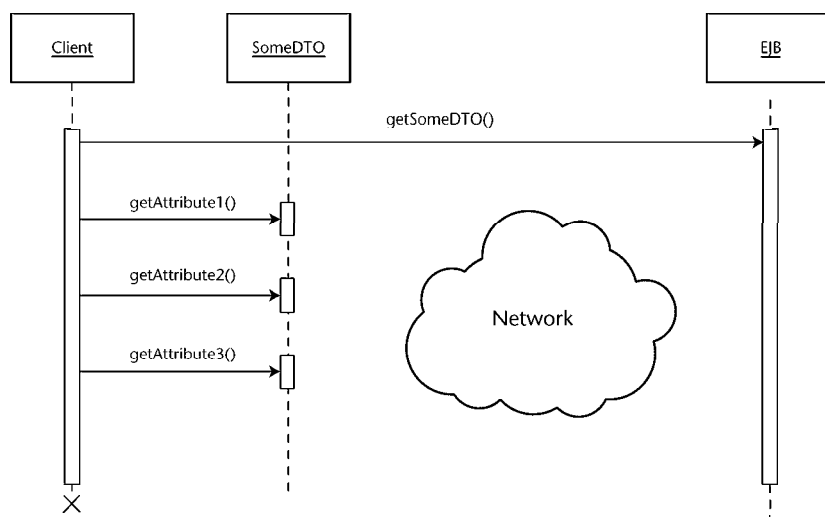 Client
SomeDTO
EJB
getSomeDTO()
getAttribute1()
getAttribute2()
Network
getAttribute3()